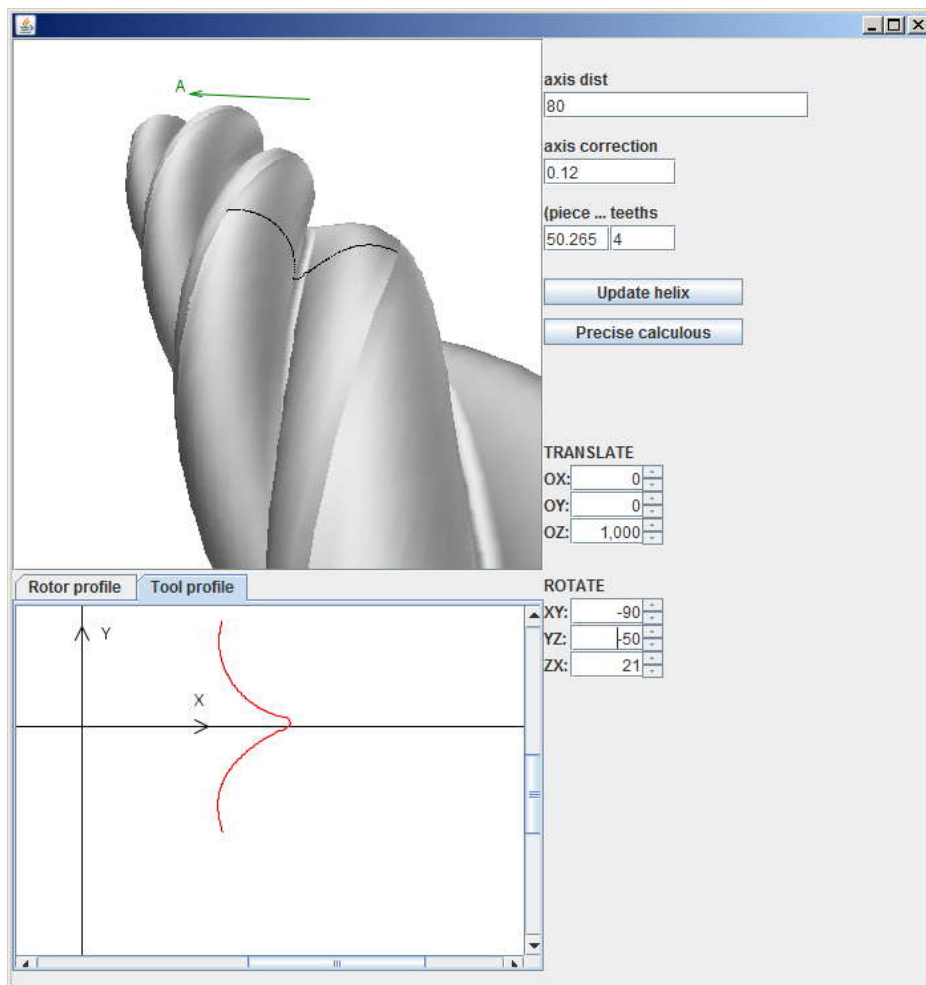 A
axis dist
80
axis correction
0.12
(piece ... teeths
50.265 4
Update helix
Precise calculous
TRANSLATE
OX: 0
OY: 0
OZ: 1,000
Rotor profile Tool profile
ROTATE
XY: -90
YZ: -50
ZX: 21
Y
X